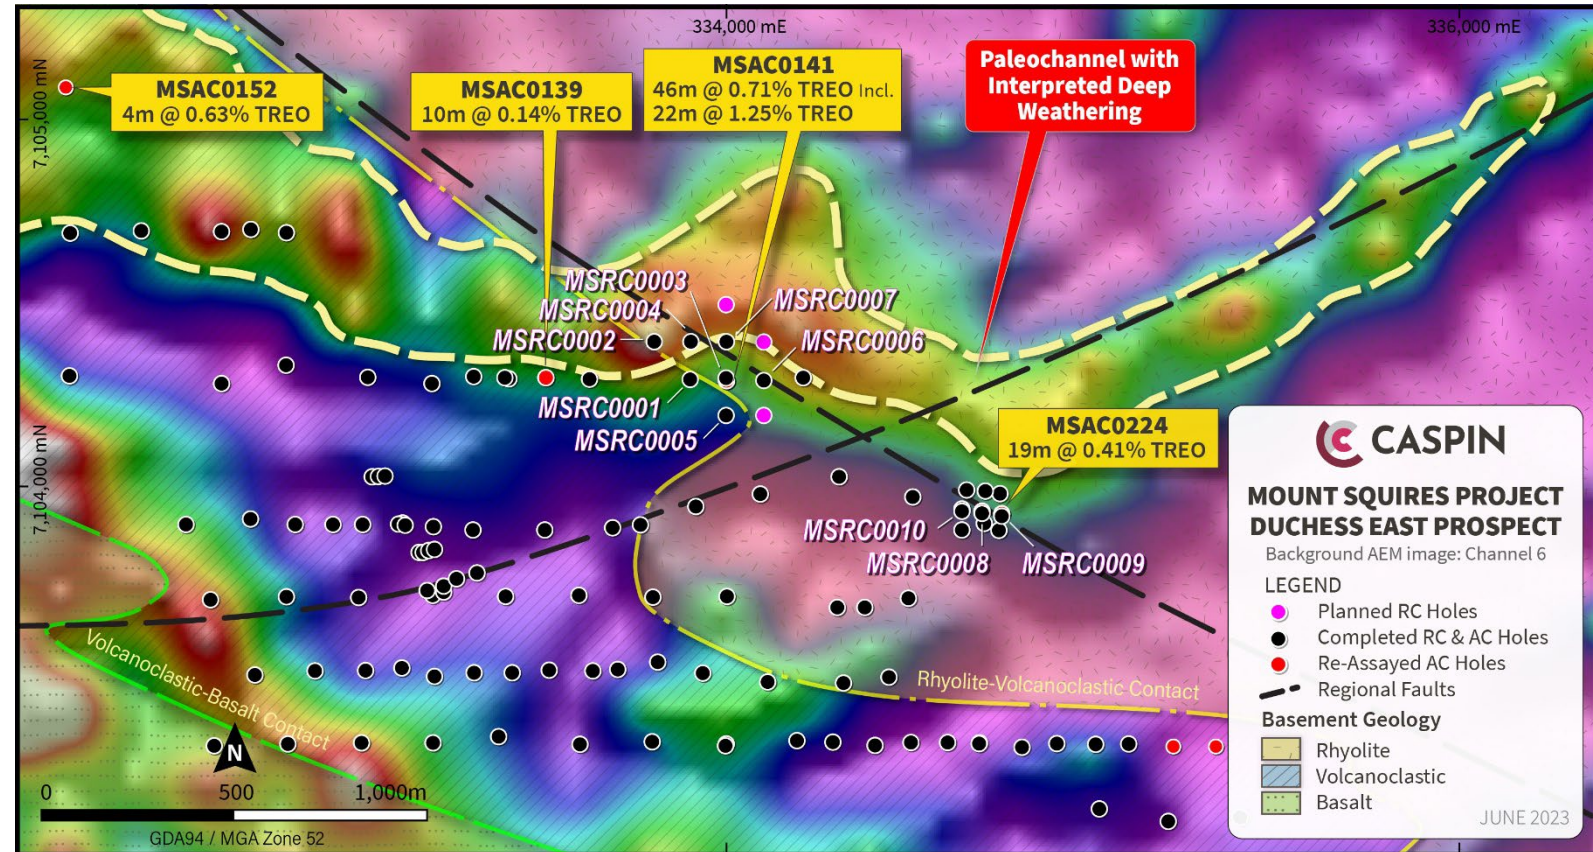 334,000 mE
336,000 mE
7,105,000 mN
7,104,000 mN
MSAC0152
4m @ 0.63% TREO
MSAC0139
10m @ 0.14% TREO
MSAC0141
46m @ 0.71% TREO Incl.
22m @ 1.25% TREO
Paleochannel with
Interpreted Deep
Weathering
MSRC0003
MSRC0004
MSRC0002
MSRC0007
MSRC0006
MSRC0001
MSRC0005
MSAC0224
19m @ 0.41% TREO
MSRC0010
MSRC0008
MSRC0009
Volcanoclastic-Basalt Contact
Rhyolite-Volcanoclastic Contact
N
0 500 1,000m
GDA94 / MGA Zone 52
CASPIN
MOUNT SQUIRES PROJECT
DUCHESS EAST PROSPECT
Background AEM image: Channel 6
LEGEND
Planned RC Holes
Completed RC & AC Holes
Re-Assayed AC Holes
Regional Faults
Basement Geology
Rhyolite
Volcanoclastic
Basalt
JUNE 2023